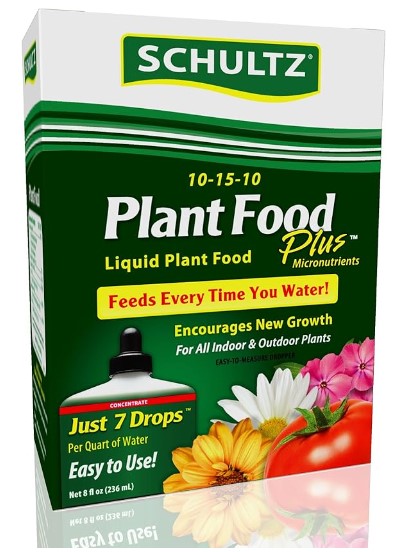 SCHULTZ®
10-15-10
Plant Food
Plus™
Liquid Plant Food
Micronutrients
Feeds Every Time You Water!
Encourages New Growth
For All Indoor & Outdoor Plants
EASY-TO-MEASURE DROPPER
CONCENTRATE
Just 7 Drops™
Per Quart of Water
Easy to Use!
Net 8 fl oz (236 mL)
Plant Food